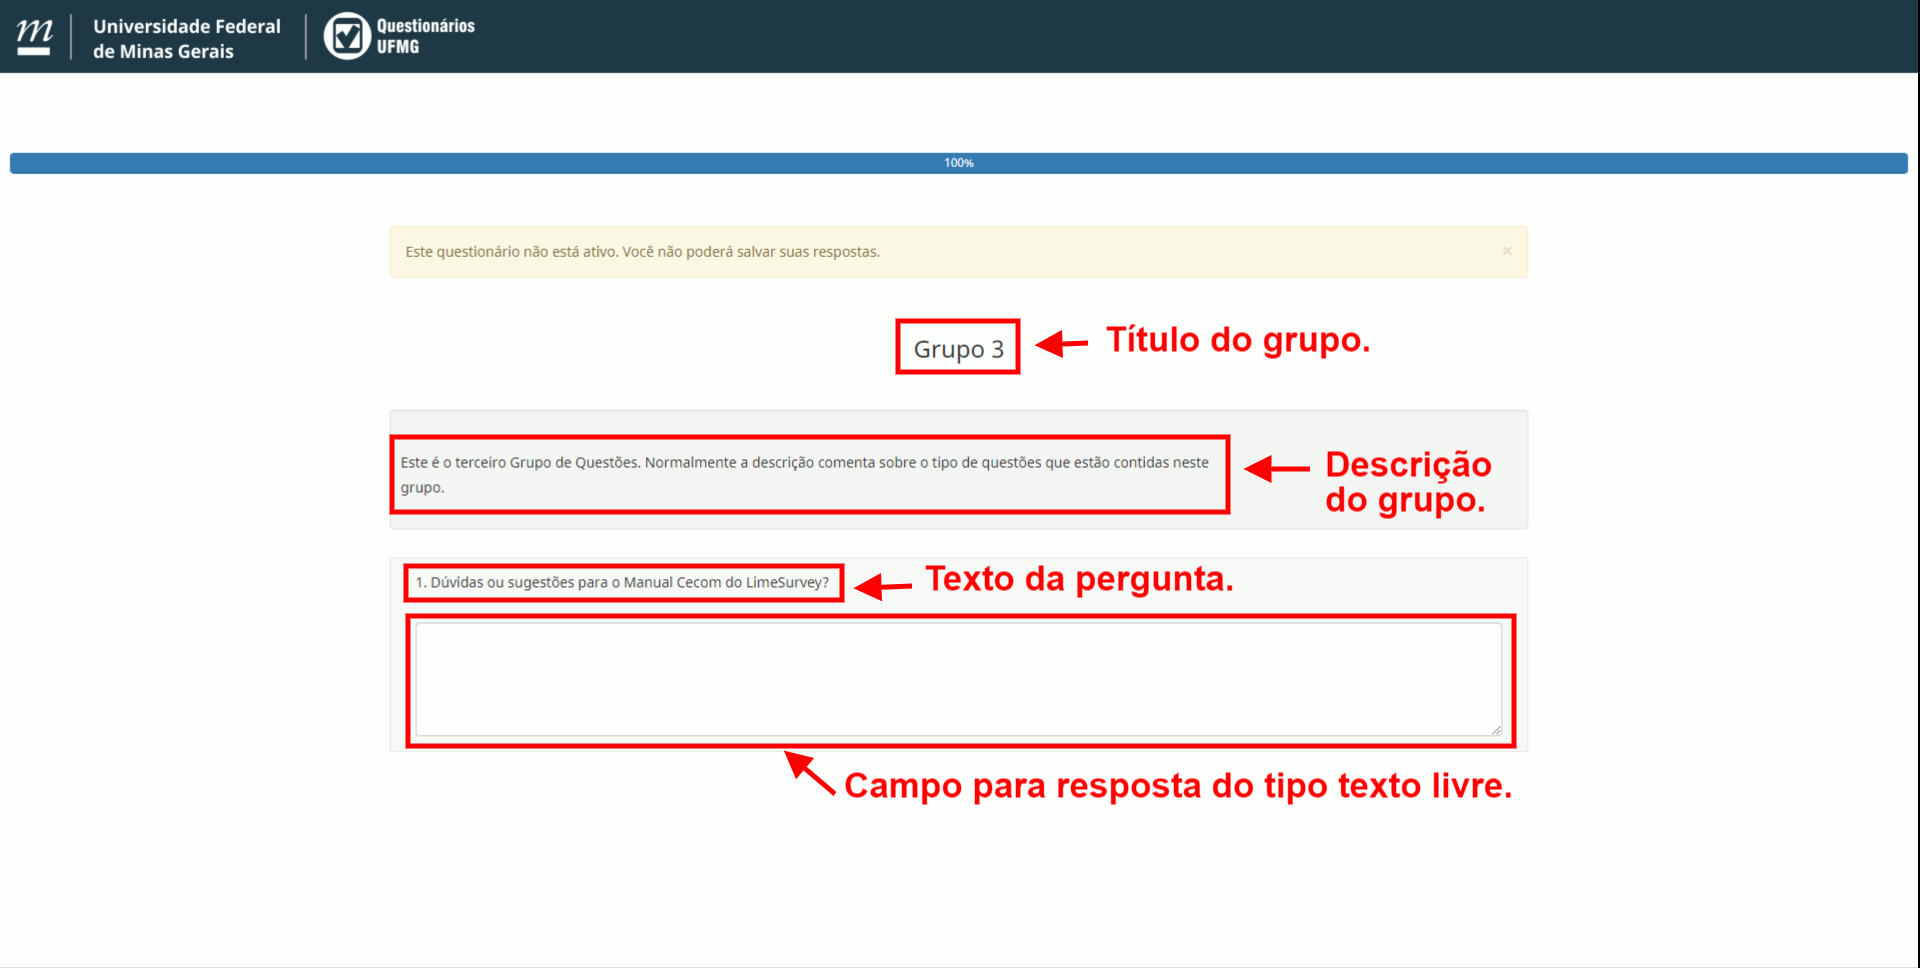 m
Universidade Federal
de Minas Gerais
Questionários
UFMG
100%
Este questionário não está ativo. Você não poderá salvar suas respostas.
×
Grupo 3
Título do grupo.
Este é o terceiro Grupo de Questões. Normalmente a descrição comenta sobre o tipo de questões que estão contidas neste
grupo.
Descrição
do grupo.
1. Dúvidas ou sugestões para o Manual Cecom do LimeSurvey?
Texto da pergunta.
Campo para resposta do tipo texto livre.